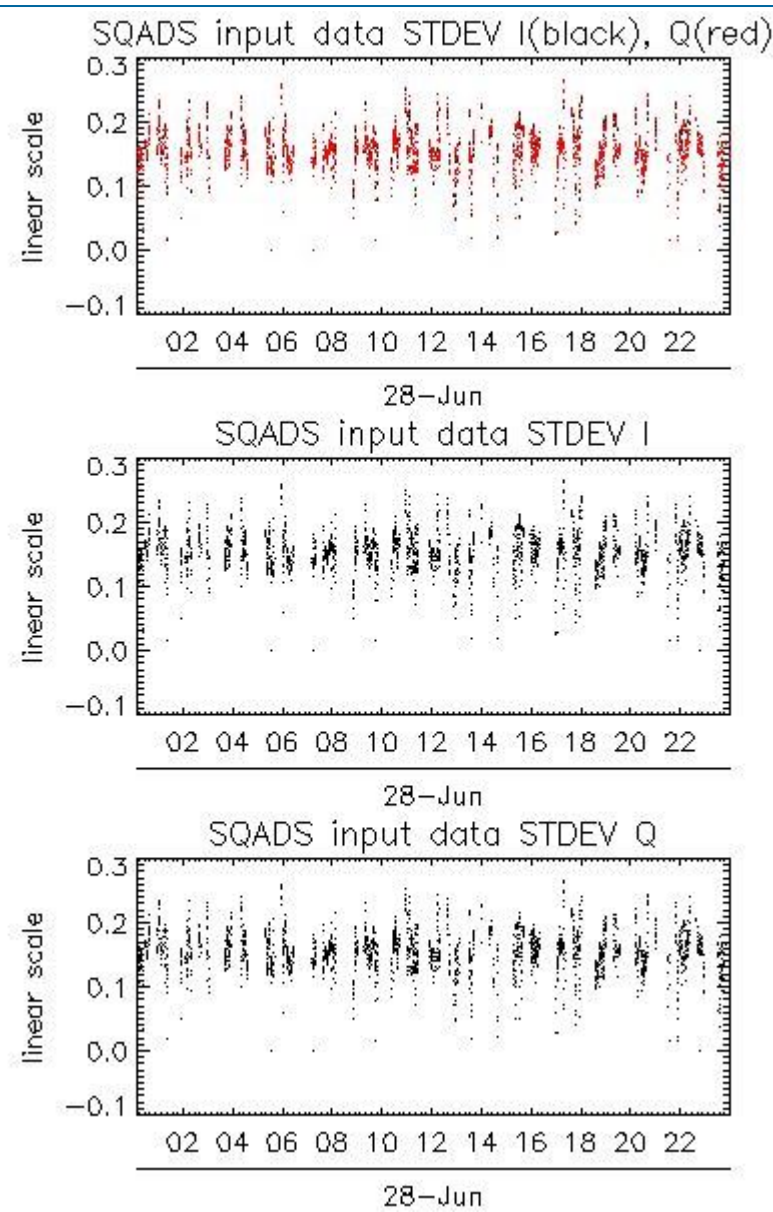 SQADS input data STDEV I(black), Q(red)
0.3
0.2
0.1
0.0
−0.1
linear scale
02 04 06 08 10 12 14 16 18 20 22
28−Jun
SQADS input data STDEV I
0.3
0.2
0.1
0.0
−0.1
linear scale
02 04 06 08 10 12 14 16 18 20 22
28−Jun
SQADS input data STDEV Q
0.3
0.2
0.1
0.0
−0.1
linear scale
02 04 06 08 10 12 14 16 18 20 22
28−Jun